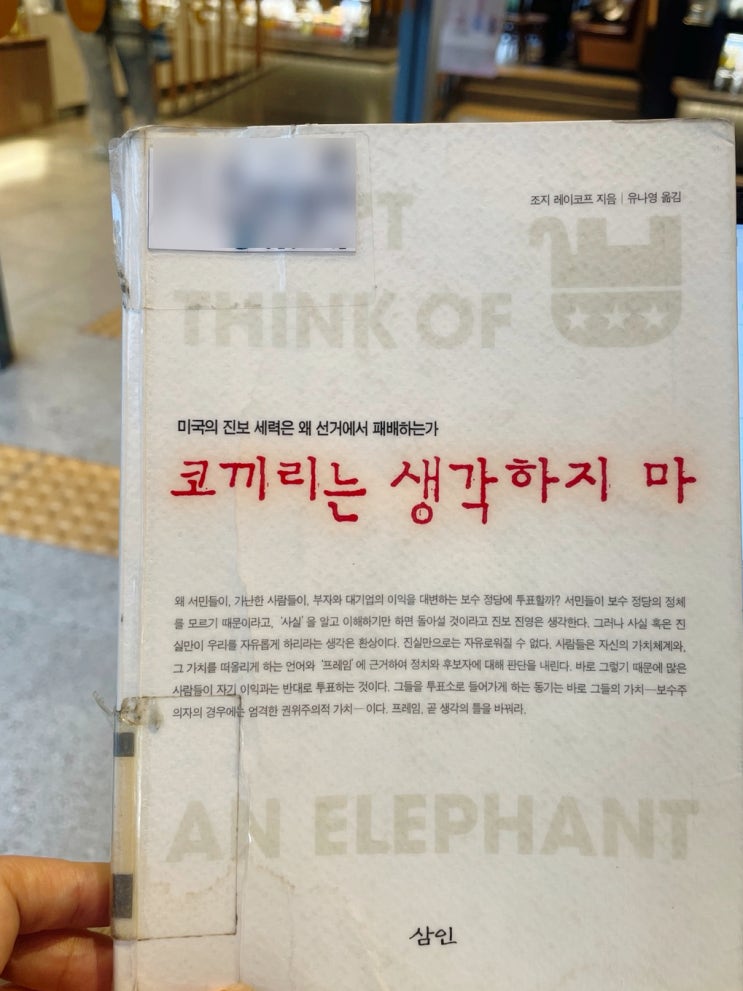 조지 레이코프 지음 | 유나영 옮김
THINK OF
미국의 진보 세력은 왜 선거에서 패배하는가
코끼리는 생각하지 마
왜 서민들이, 가난한 사람들이, 부자와 대기업의 이익을 대변하는 보수 정당에 투표할까? 서민들이 보수 정당의 정체
를 모르기 때문이라고, ‘사실’을 알고 이해하기만 하면 돌아설 것이라고 진보 진영은 생각한다. 그러나 사실 혹은 진
실만이 우리를 자유롭게 하리라는 생각은 환상이다. 진실만으로는 자유로워질 수 없다. 사람들은 자신의 가치체계와,
그 가치를 떠올리게 하는 언어와 ‘프레임’에 근거하여 정치와 후보자에 대해 판단을 내린다. 바로 그렇기 때문에 많은
사람들이 자기 이익과는 반대로 투표하는 것이다. 그들을 투표소로 들어가게 하는 동기는 바로 그들의 가치―보수주
의자의 경우에는 엄격한 권위주의적 가치―이다. 프레임, 곧 생각의 틀을 바꿔라.
AN ELEPHANT
삼인